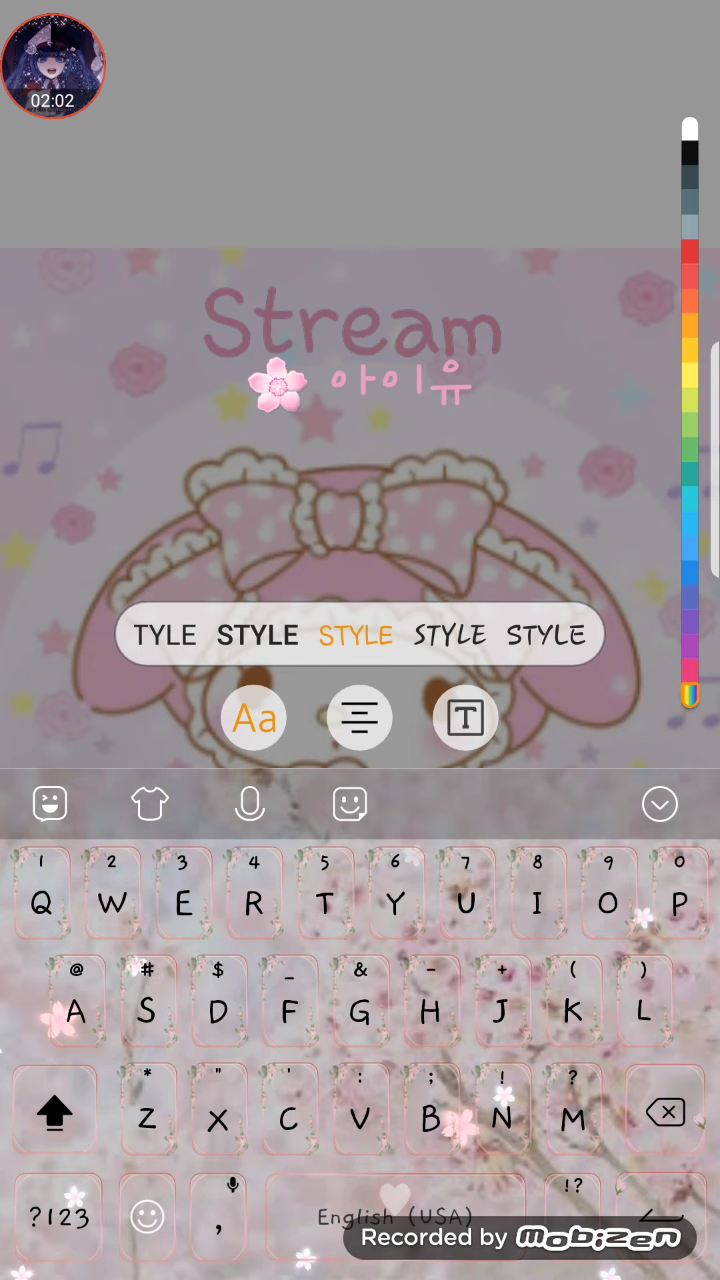 02:02
Stream
아이유
TYLE STYLE STYLE STYLE STYLE
Aa T
1 2 3 4 5 6 7 8 9 0
Q W E R T Y U I O P
@ # $ _ & - + ( )
A S D F G H J K L
* " ' : ; ! ?
Z X C V B N M
!?
?123 , English (USA)
Recorded by mobizen